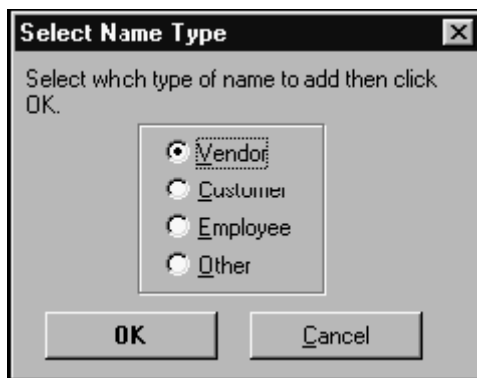 Select Name Type
Select whch type of name to add then click
OK.
Vendor
Customer
Employee
Other
OK Cancel